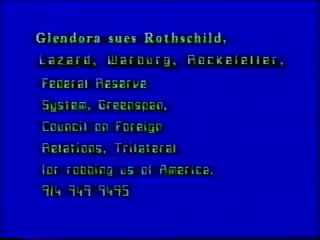 Glendora sues Rothschild,
Lazard, Warburg, Rockefeller,
Federal Reserve
System, Greenspan,
Council on Foreign
Relations, Trilateral
for robbing us of America.
914 949 9495